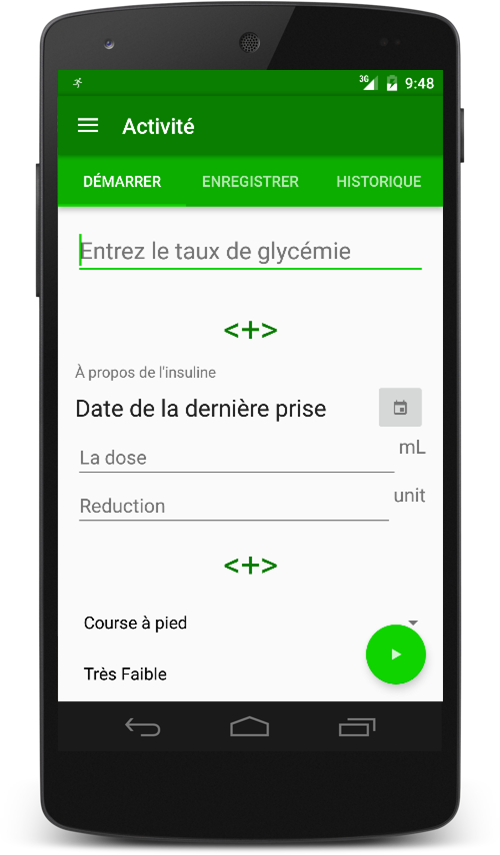 3G 9:48
Activité
DÉMARRER ENREGISTRER HISTORIQUE
Entrez le taux de glycémie
<+>
À propos de l'insuline
Date de la dernière prise
La dose mL
Reduction unit
<+>
Course à pied
Très Faible